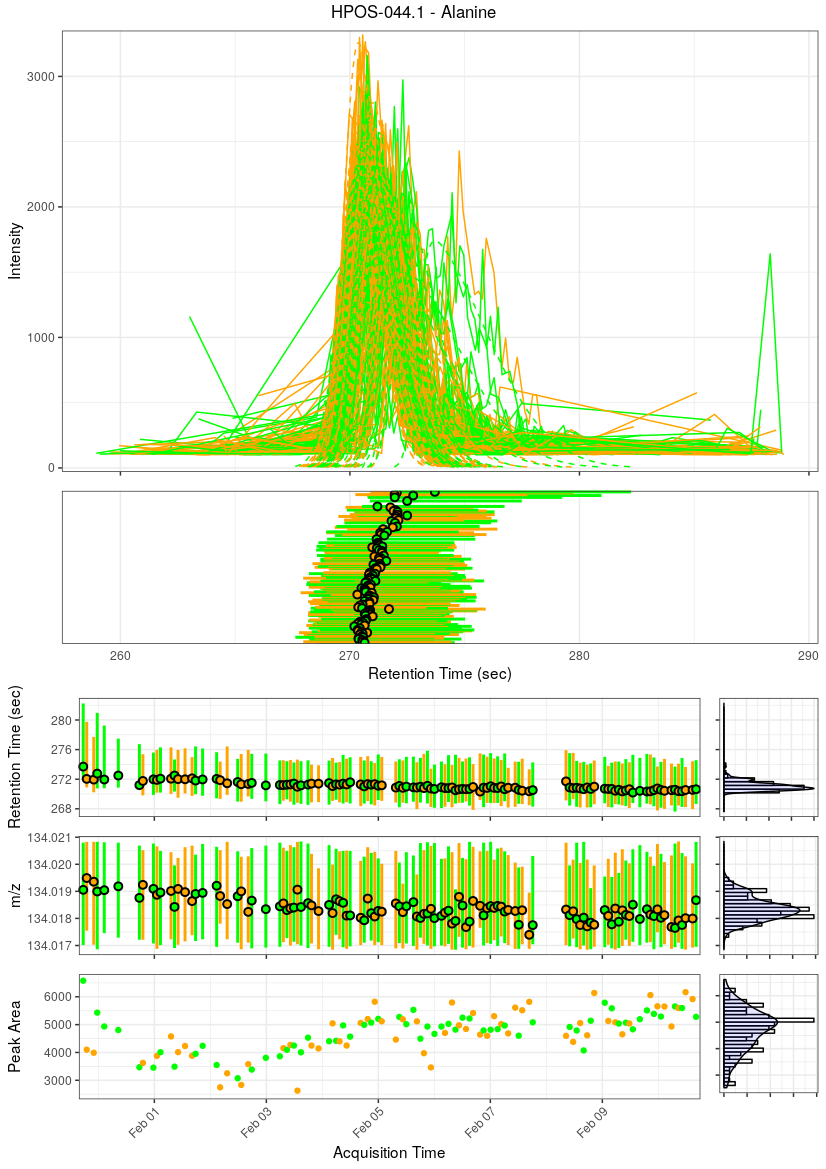 HPOS-044.1 - Alanine
3000
2000
1000
0
Intensity
260
270
280
290
Retention Time (sec)
280
276
272
268
Retention Time (sec)
134.021
134.020
134.019
134.018
134.017
m/z
6000
5000
4000
3000
Peak Area
Feb 01
Feb 03
Feb 05
Feb 07
Feb 09
Acquisition Time